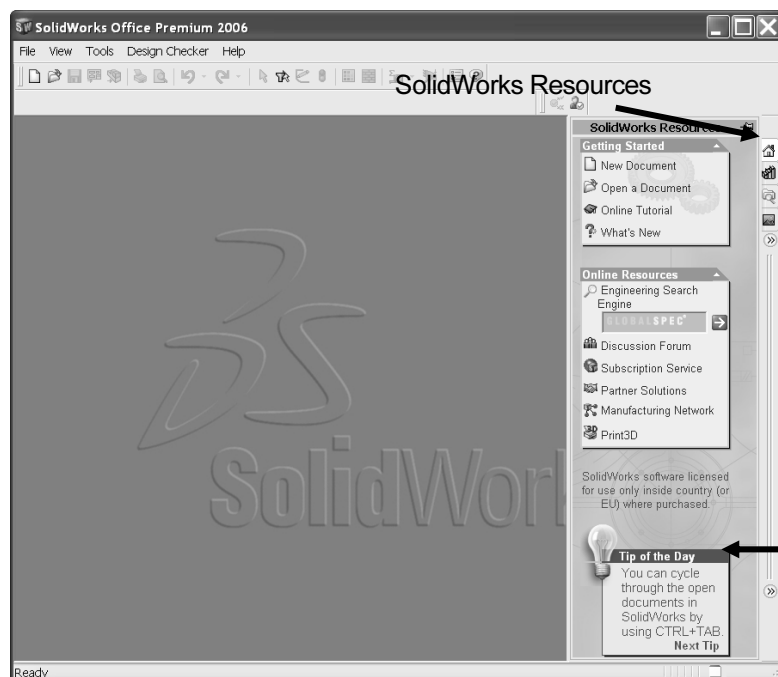 SolidWorks Office Premium 2006
File View Tools Design Checker Help
SolidWorks Resources
SolidWorks Resources
Getting Started
New Document
Open a Document
Online Tutorial
What's New
Online Resources
Engineering Search
Engine
GLOBALSPEC
Discussion Forum
Subscription Service
Partner Solutions
Manufacturing Network
Print3D
SolidWorks software licensed
for use only inside country (or
EU) where purchased.
Tip of the Day
You can cycle
through the open
documents in
SolidWorks by
using CTRL+TAB.
Next Tip
SolidWor
Ready